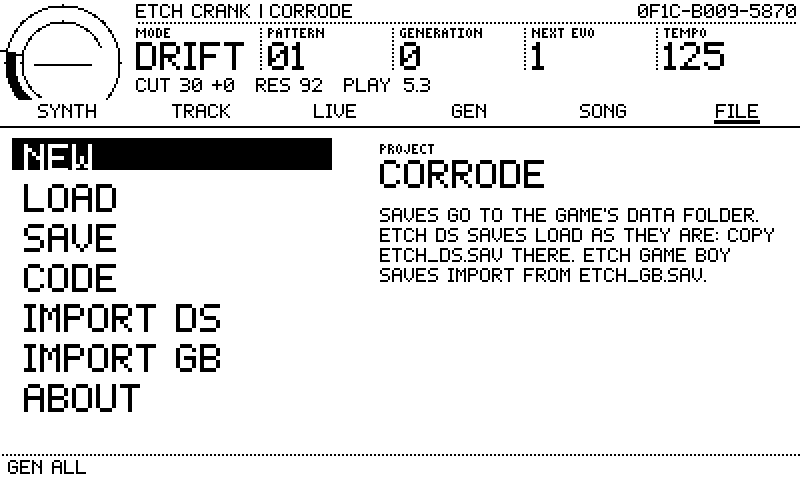 ETCH CRANK | CORRODE 0F1C-B009-5870
MODE PATTERN GENERATION NEXT EVO TEMPO
DRIFT 01 0 1 125
CUT 30 +0 RES 92 PLAY 5.3
SYNTH TRACK LIVE GEN SONG FILE
NEW
LOAD
SAVE
CODE
IMPORT DS
IMPORT GB
ABOUT
PROJECT
CORRODE
SAVES GO TO THE GAME'S DATA FOLDER.
ETCH DS SAVES LOAD AS THEY ARE: COPY
ETCH_DS.SAV THERE. ETCH GAME BOY
SAVES IMPORT FROM ETCH_GB.SAV.
GEN ALL